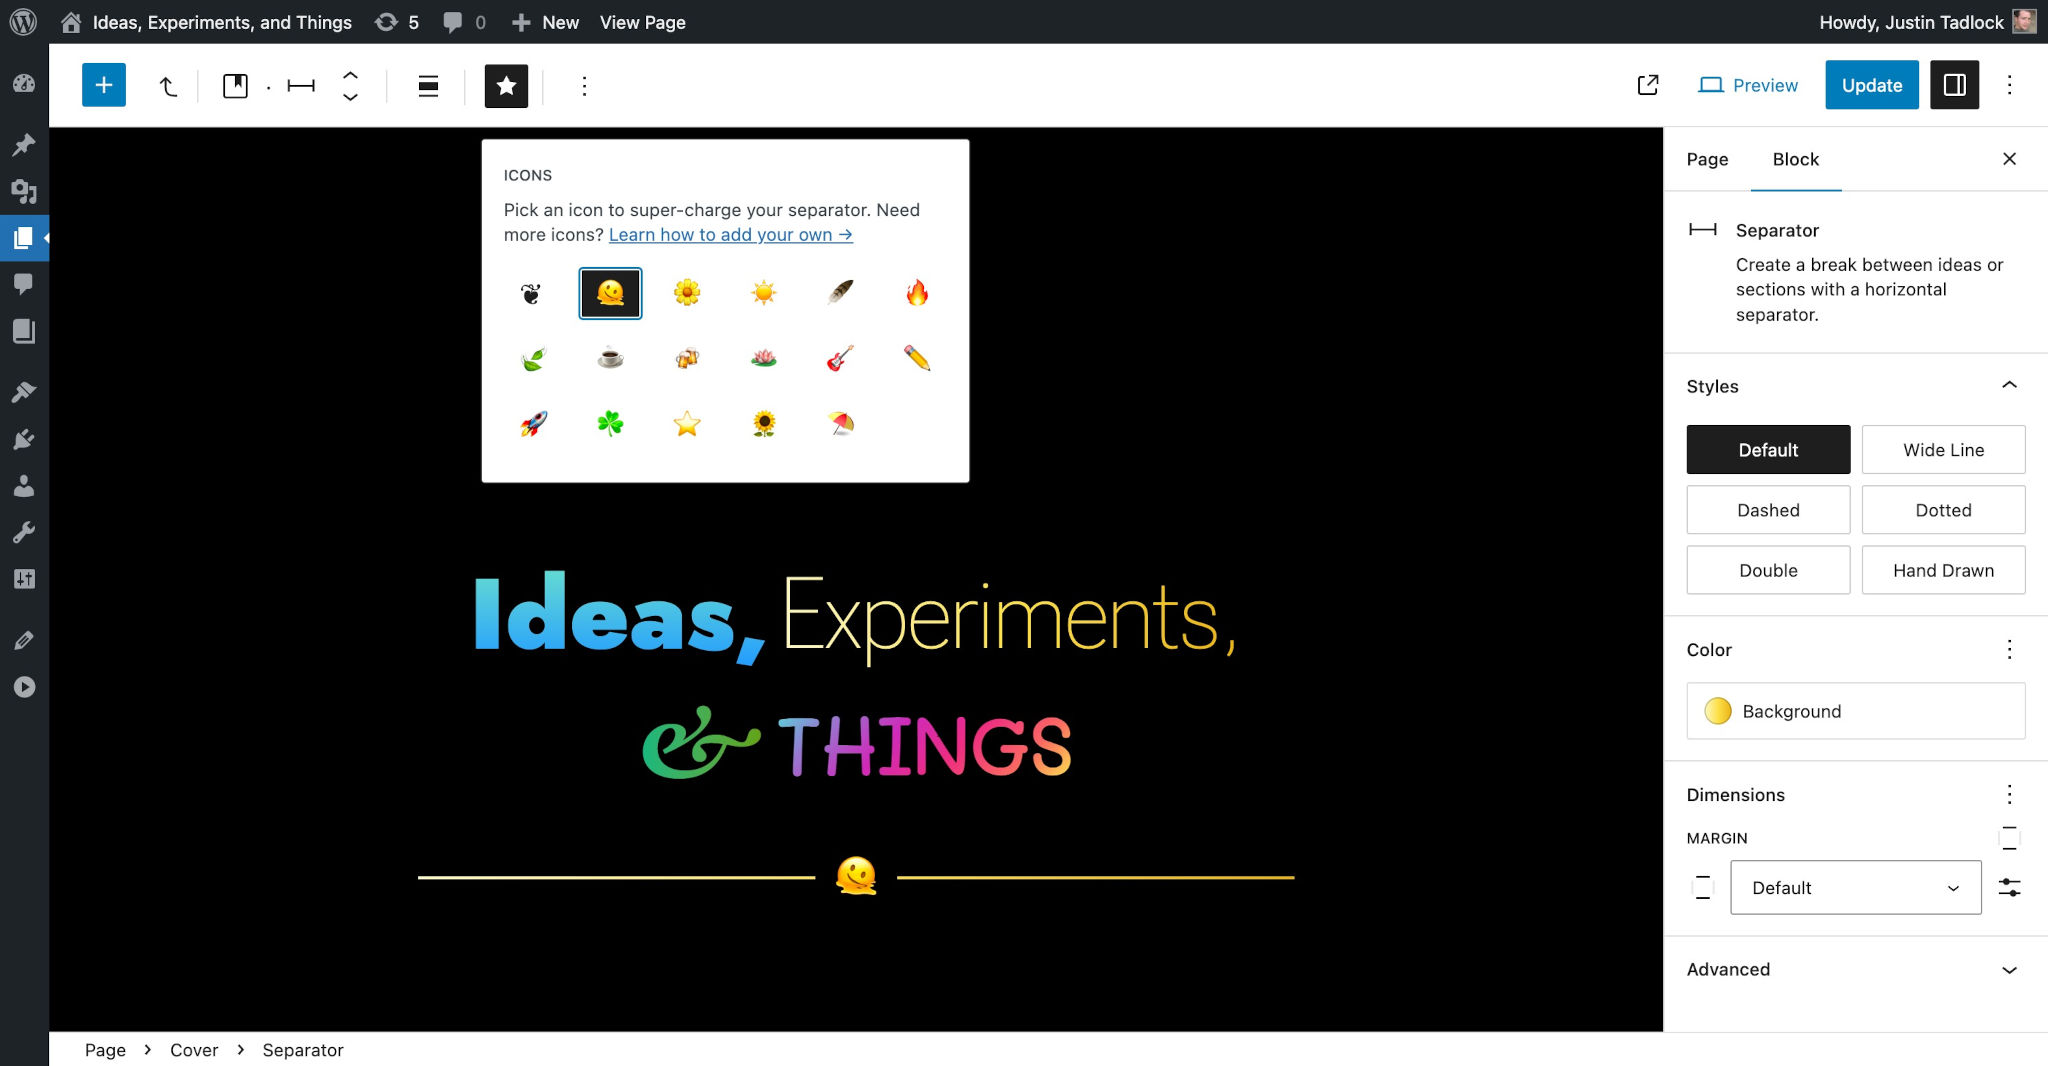 Ideas, Experiments, and Things 5 0 New View Page Howdy, Justin Tadlock
Preview Update
ICONS
Pick an icon to super-charge your separator. Need
more icons? Learn how to add your own →
Ideas, Experiments,
& THINGS
Page Block
Separator
Create a break between ideas or
sections with a horizontal
separator.
Styles
Default Wide Line
Dashed Dotted
Double Hand Drawn
Color
Background
Dimensions
MARGIN
Default
Advanced
Page > Cover > Separator